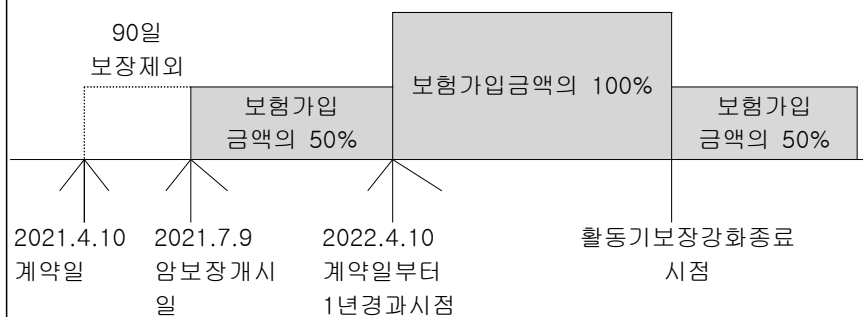 90일
보장제외
보험가입
금액의 50%
보험가입금액의 100%
보험가입
금액의 50%
2021.4.10
계약일
2021.7.9
암보장개시
일
2022.4.10
계약일부터
1년경과시점
활동기보장강화종료
시점